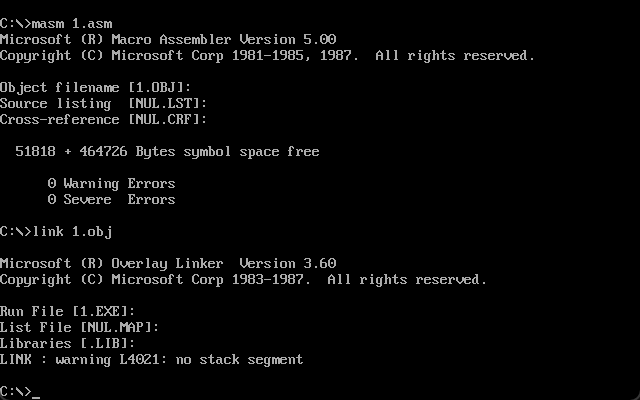 C:\>masm 1.asm
Microsoft (R) Macro Assembler Version 5.00
Copyright (C) Microsoft Corp 1981-1985, 1987.  All rights reserved.
Object filename [1.OBJ]:
Source listing  [NUL.LST]:
Cross-reference [NUL.CRF]:
51818 + 464726 Bytes symbol space free
0 Warning Errors
0 Severe  Errors
C:\>link 1.obj
Microsoft (R) Overlay Linker  Version 3.60
Copyright (C) Microsoft Corp 1983-1987.  All rights reserved.
Run File [1.EXE]:
List File [NUL.MAP]:
Libraries [.LIB]:
LINK : warning L4021: no stack segment
C:\>_